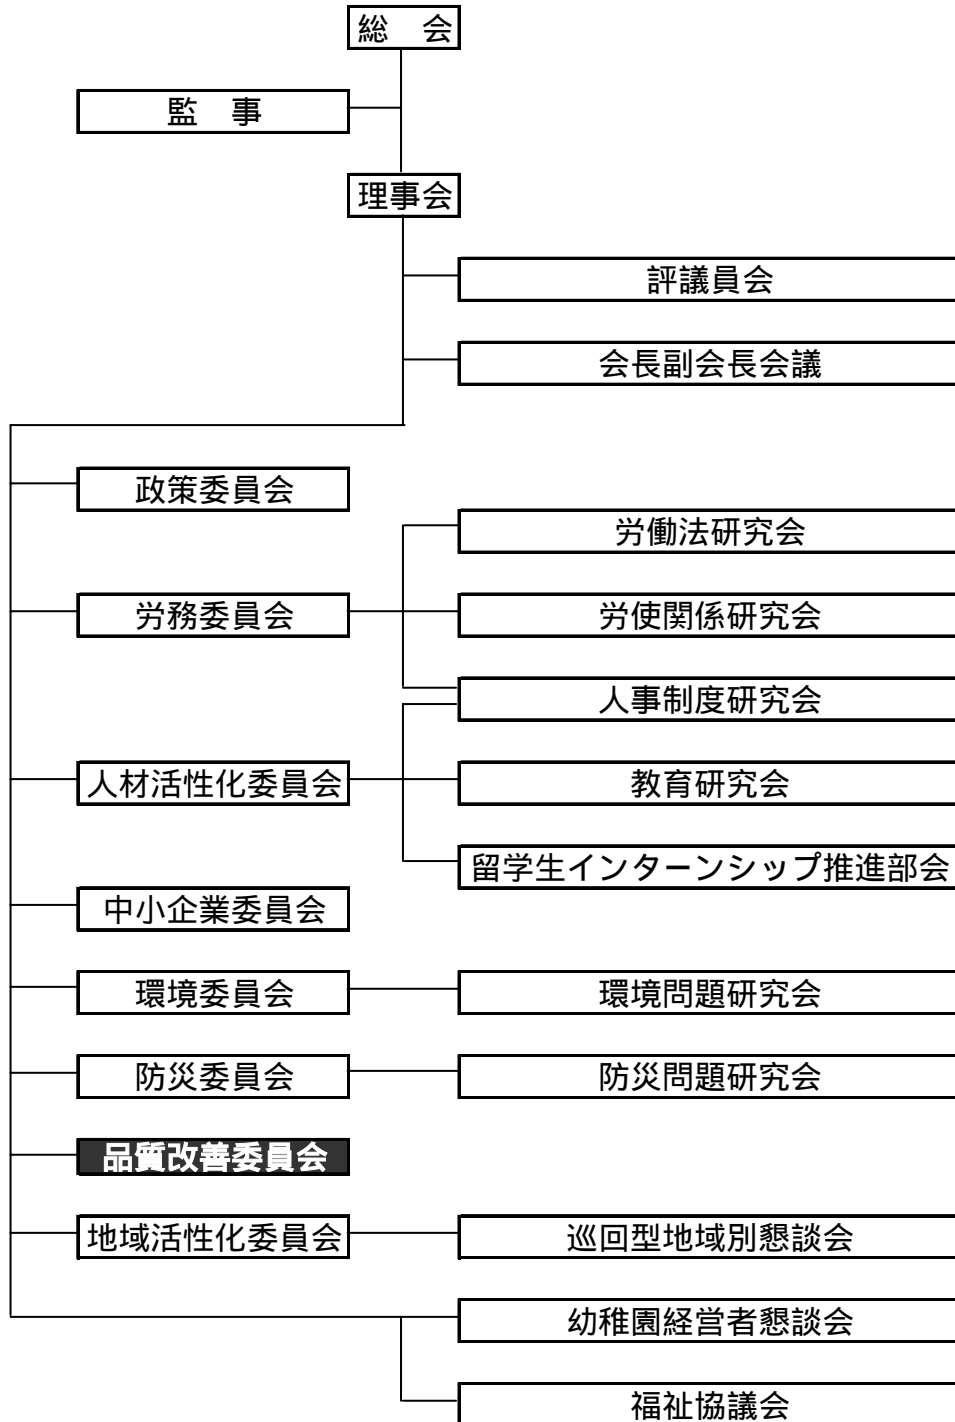 総　会
監　事
理事会
評議員会
会長副会長会議
政策委員会
労働法研究会
労務委員会
労使関係研究会
人事制度研究会
人材活性化委員会
教育研究会
留学生インターンシップ推進部会
中小企業委員会
環境委員会
環境問題研究会
防災委員会
防災問題研究会
品質改善委員会
地域活性化委員会
巡回型地域別懇談会
幼稚園経営者懇談会
福祉協議会